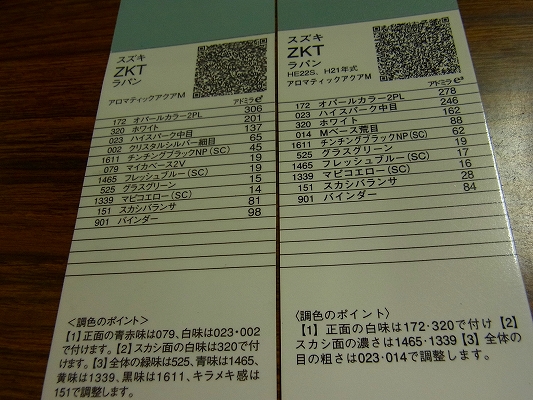 スズキ
ZKT
ラパン
アロマティックアクアM アドミラe³
172 オパールカラー2PL 306
320 ホワイト 201
023 ハイスパーク中目 137
002 クリスタルシルバー細目 65
1611 チンチングブラックNP(SC) 45
079 マイカベース2V 19
1465 フレッシュブルー(SC) 19
525 グラスグリーン 15
1339 マピコエロー(SC) 14
151 スカシバランサ 81
901 バインダー 98
<調色のポイント>
【1】正面の青赤味は079、白味は023・002
で付けます。【2】スカシ面の白味は320で付
けます。【3】全体の緑味は525、青味は1465、
黄味は1339、黒味は1611、キラメキ感は
151で調整します。
スズキ
ZKT
ラパン
HE22S、H21年式
アロマティックアクアM アドミラe³
172 オパールカラー2PL 278
023 ハイスパーク中目 246
320 ホワイト 162
014 Mベース荒目 88
1611 チンチングブラックNP(SC) 62
525 グラスグリーン 19
1465 フレッシュブルー(SC) 17
1339 マピコエロー(SC) 16
151 スカシバランサ 28
901 バインダー 84
〈調色のポイント〉
【1】正面の白味は172・320で付け【2】
スカシ面の濃さは1465・1339【3】全体の
目の粗さは023・014で調整します。